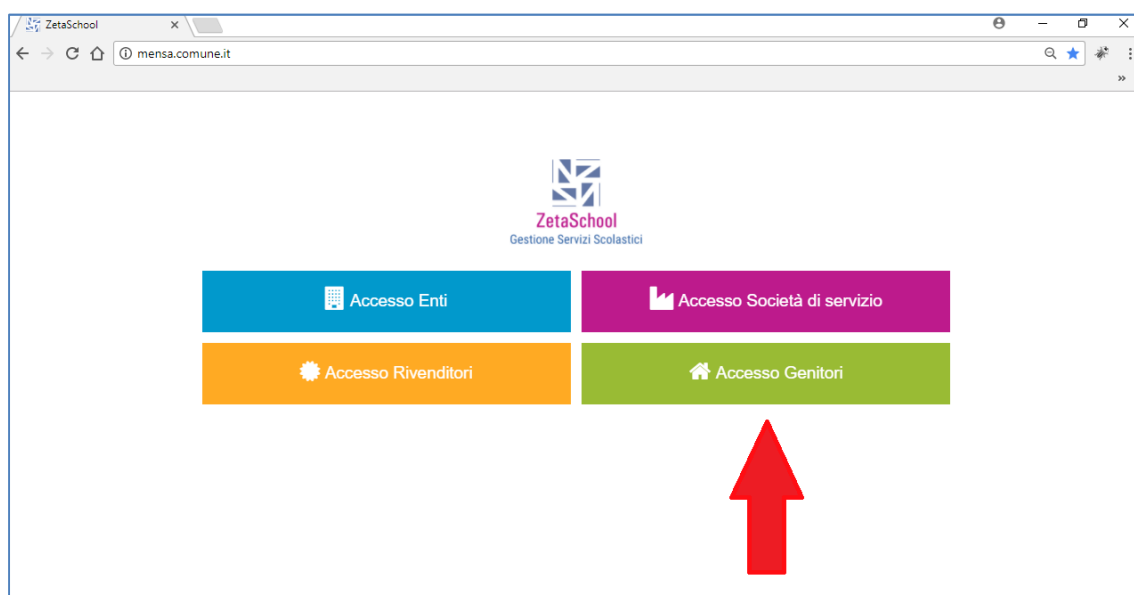 ZetaSchool
mensa.comune.it
ZetaSchool
Gestione Servizi Scolastici
Accesso Enti
Accesso Società di servizio
Accesso Rivenditori
Accesso Genitori